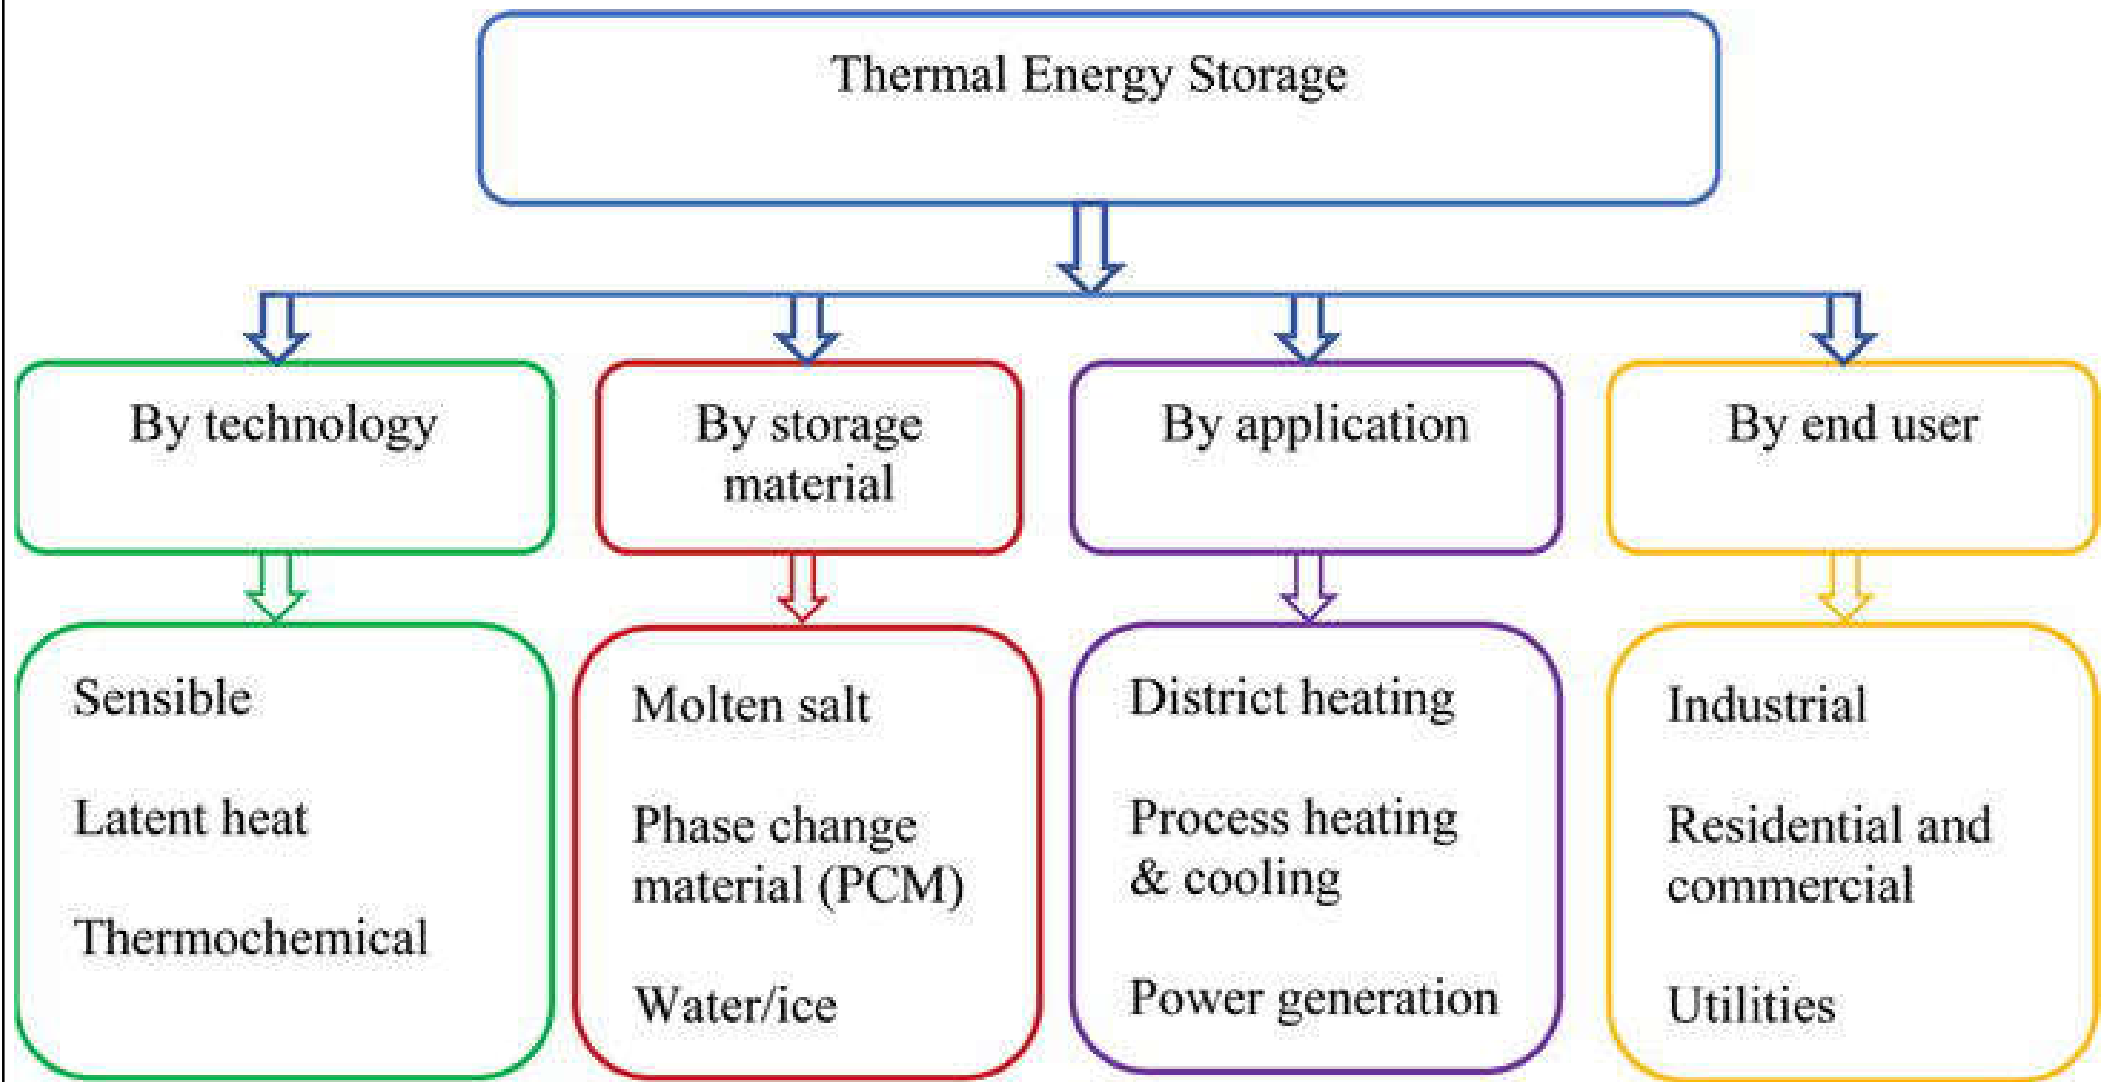 Thermal Energy Storage
By technology
By storage
material
By application
By end user
Sensible
Latent heat
Thermochemical
Molten salt
Phase change
material (PCM)
Water/ice
District heating
Process heating
& cooling
Power generation
Industrial
Residential and
commercial
Utilities